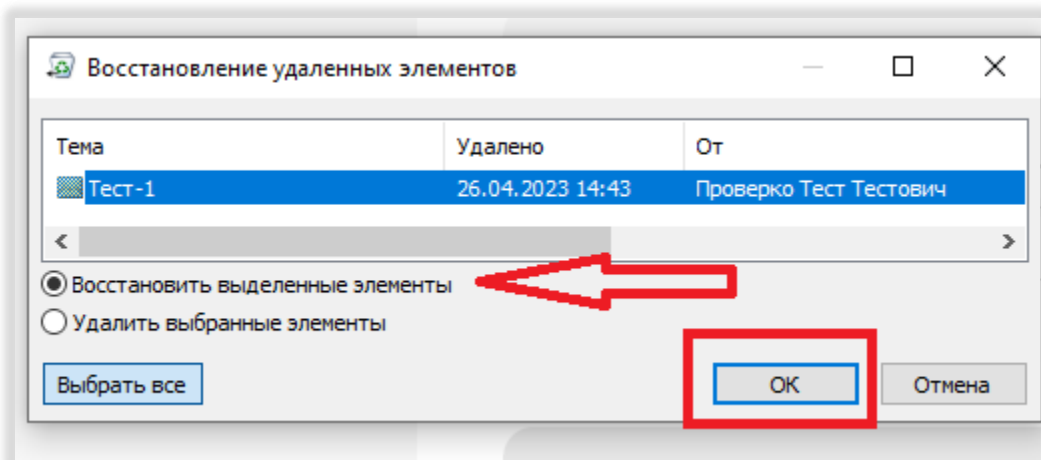 Восстановление удаленных элементов
Тема Удалено От
Тест-1 26.04.2023 14:43 Проверко Тест Тестович
Восстановить выделенные элементы
Удалить выбранные элементы
Выбрать все ОК Отмена